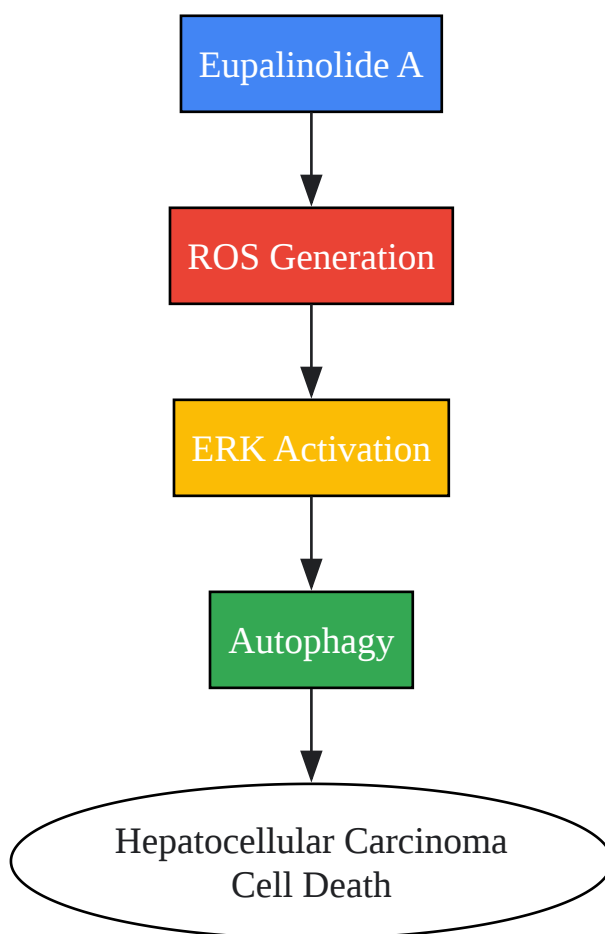 Eupalinolide A
ROS Generation
ERK Activation
Autophagy
Hepatocellular Carcinoma
Cell Death